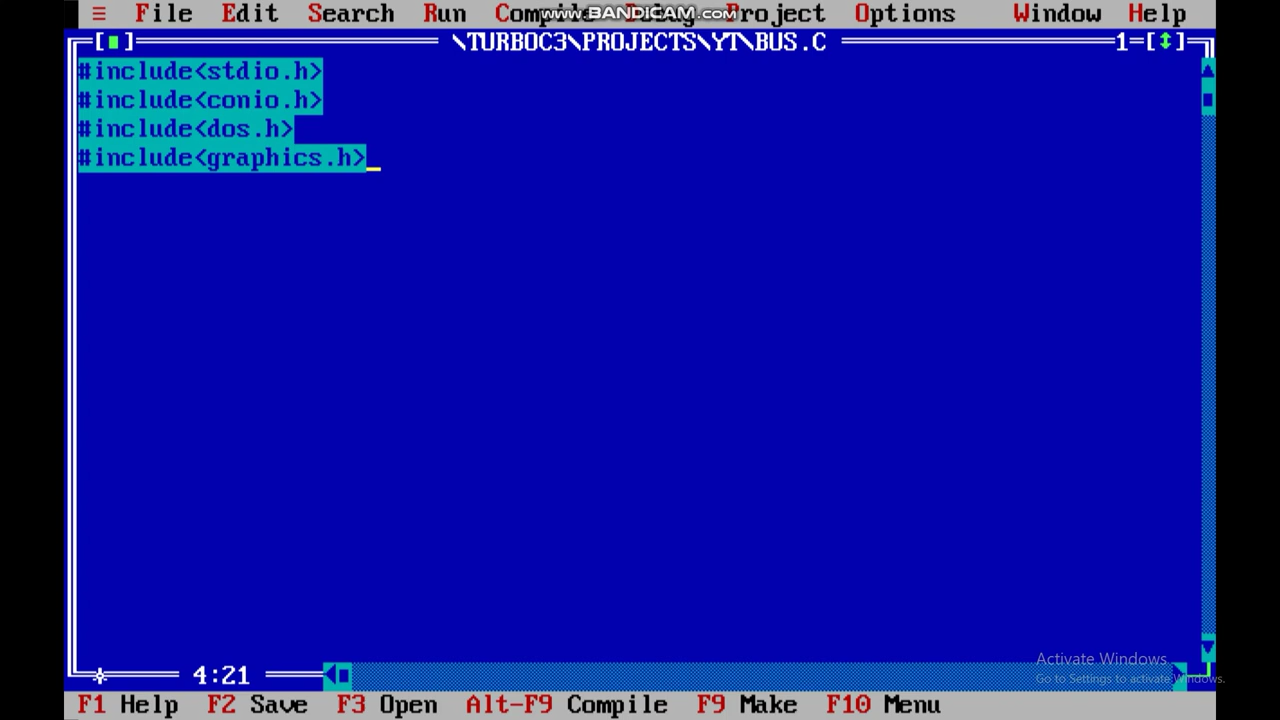 ≡ File Edit Search Run Compile Debug Project Options Window Help
www.BANDICAM.com
\TURBOC3\PROJECTS\YT\BUS.C 1
#include<stdio.h>
#include<conio.h>
#include<dos.h>
#include<graphics.h>_
4:21
Activate Windows
Go to Settings to activate Windows.
F1 Help F2 Save F3 Open Alt-F9 Compile F9 Make F10 Menu